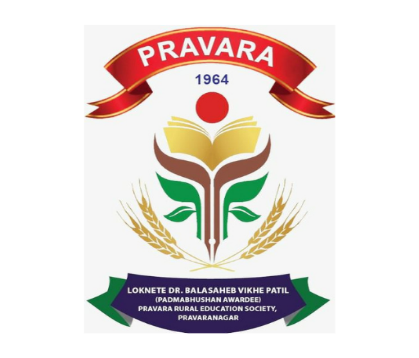 PRAVARA
1964
LOKNETE DR. BALASAHEB VIKHE PATIL
(PADMABHUSHAN AWARDEE)
PRAVARA RURAL EDUCATION SOCIETY,
PRAVARANAGAR